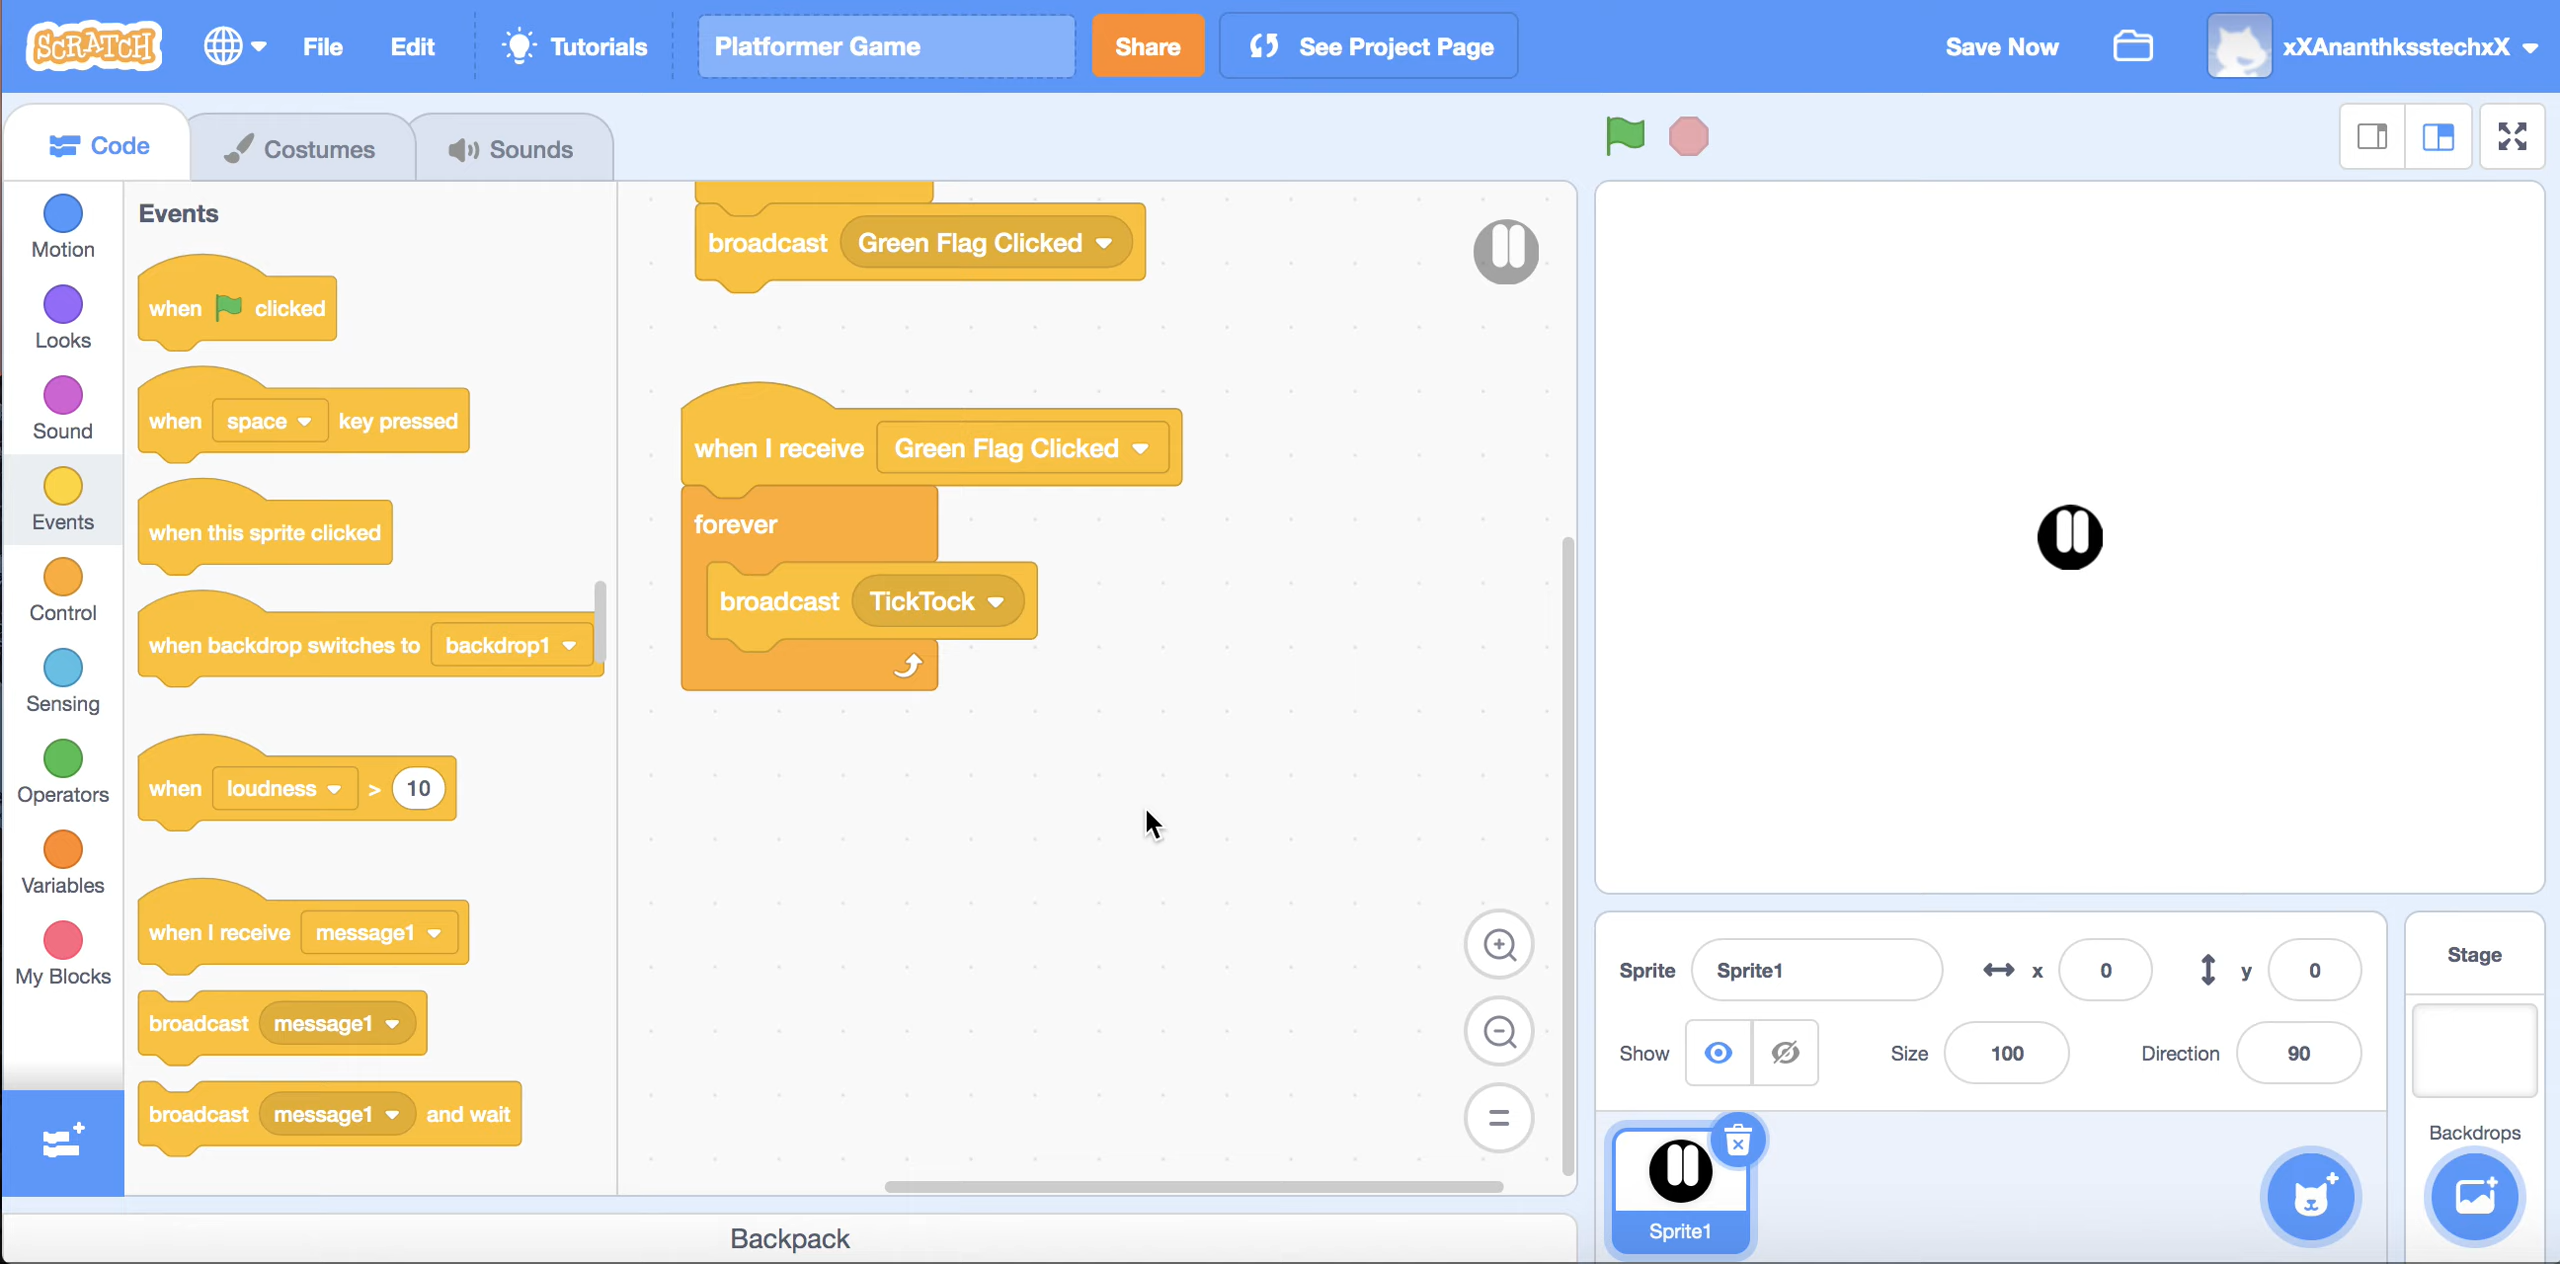 SCRATCH
File
Edit
Tutorials
Platformer Game
Share
See Project Page
Save Now
xXAnanthksstechxX
Code
Costumes
Sounds
Motion
Looks
Sound
Events
Control
Sensing
Operators
Variables
My Blocks
Events
when clicked
when space key pressed
when this sprite clicked
when backdrop switches to backdrop1
when loudness > 10
when I receive message1
broadcast message1
broadcast message1 and wait
broadcast Green Flag Clicked
when I receive Green Flag Clicked
forever
broadcast TickTock
Backpack
Sprite Sprite1 x 0 y 0
Show Size 100 Direction 90
Sprite1
Stage
Backdrops